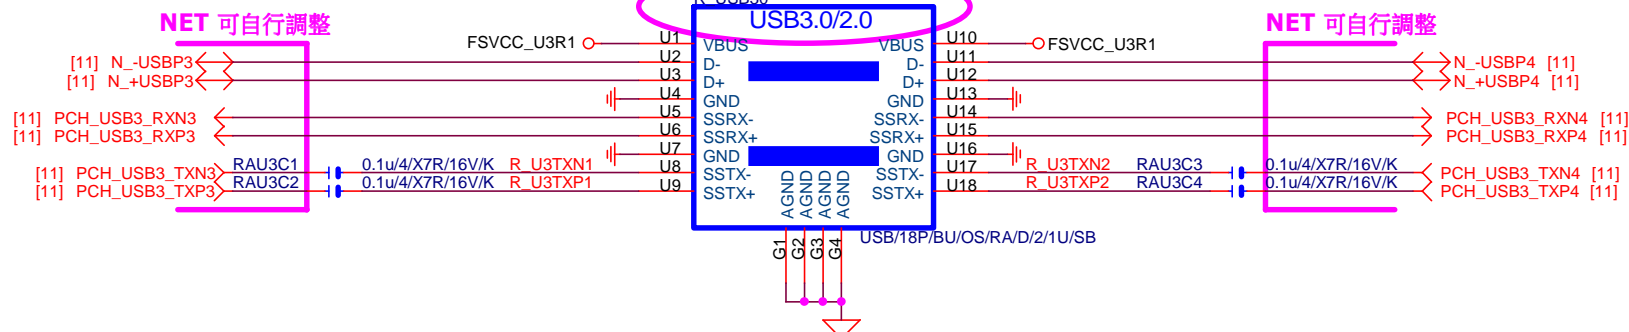 R_USB30
NET 可自行調整
USB3.0/2.0
NET 可自行調整
FSVCC_U3R1 U1 VBUS VBUS U10 FSVCC_U3R1
[11] N_-USBP3 U2 D- D- U11 N_-USBP4 [11]
[11] N_+USBP3 U3 D+ D+ U12 N_+USBP4 [11]
U4 GND GND U13
[11] PCH_USB3_RXN3 U5 SSRX- SSRX- U14 PCH_USB3_RXN4 [11]
[11] PCH_USB3_RXP3 U6 SSRX+ SSRX+ U15 PCH_USB3_RXP4 [11]
U7 GND GND U16
[11] PCH_USB3_TXN3 RAU3C1 0.1u/4/X7R/16V/K R_U3TXN1 U8 SSTX- SSTX- U17 R_U3TXN2 RAU3C3 0.1u/4/X7R/16V/K PCH_USB3_TXN4 [11]
[11] PCH_USB3_TXP3 RAU3C2 0.1u/4/X7R/16V/K R_U3TXP1 U9 SSTX+ SSTX+ U18 R_U3TXP2 RAU3C4 0.1u/4/X7R/16V/K PCH_USB3_TXP4 [11]
AGND AGND AGND AGND
USB/18P/BU/OS/RA/D/2/1U/SB
G1 G2 G3 G4